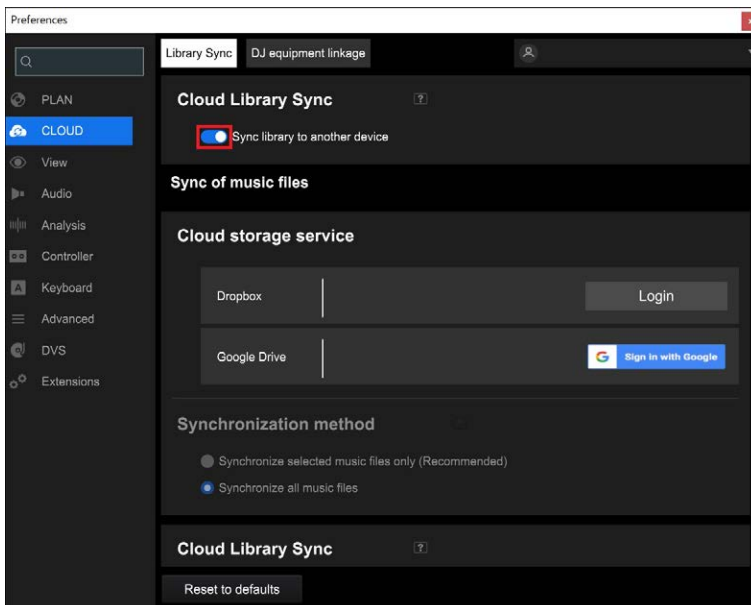 Preferences
Library Sync
DJ equipment linkage
PLAN
CLOUD
View
Audio
Analysis
Controller
Keyboard
Advanced
DVS
Extensions
Cloud Library Sync
?
Sync library to another device
Sync of music files
Cloud storage service
Dropbox
Login
Google Drive
G Sign in with Google
Synchronization method
Synchronize selected music files only (Recommended)
Synchronize all music files
Cloud Library Sync
?
Reset to defaults